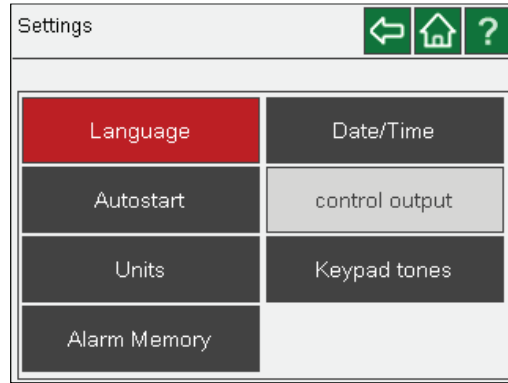 Settings
?
Language
Date/Time
Autostart
control output
Units
Keypad tones
Alarm Memory